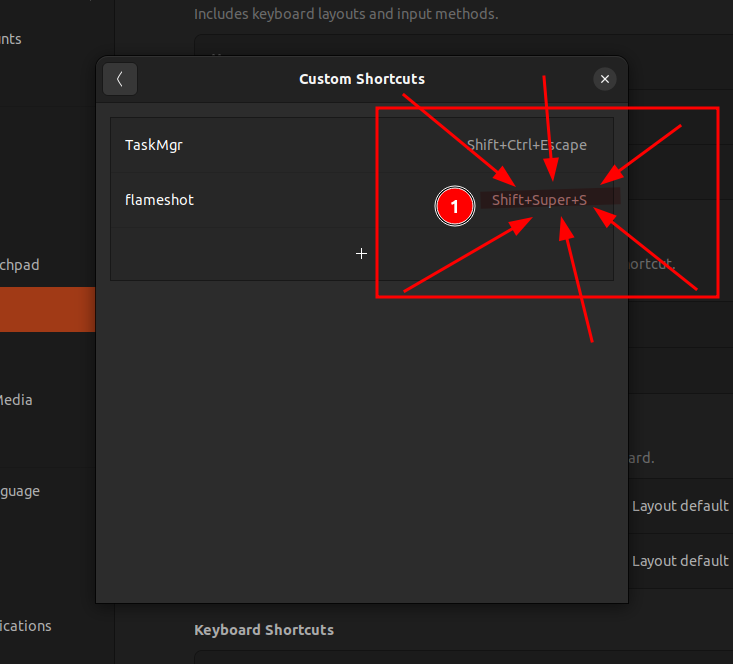 Includes keyboard layouts and input methods.
nts
Custom Shortcuts
TaskMgr
Shift+Ctrl+Escape
flameshot
1
Shift+Super+S
chpad
ortcut.
Media
ard.
guage
Layout default
Layout default
ications
Keyboard Shortcuts